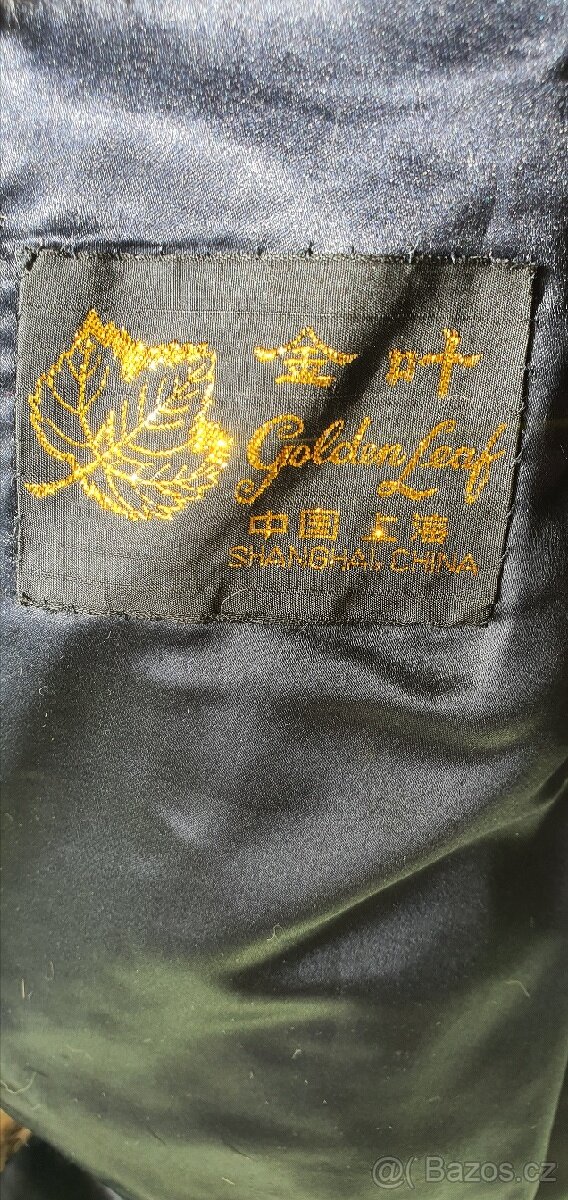 金叶
Golden Leaf
中国上海
SHANGHAI, CHINA
@( Bazos.cz